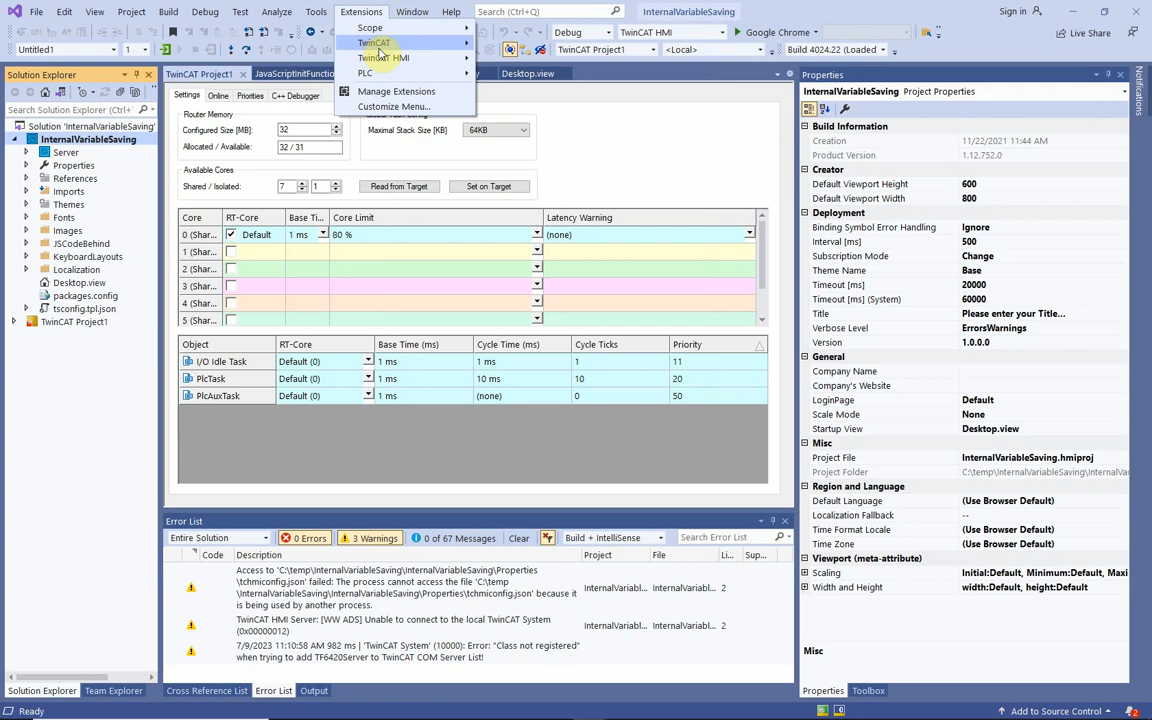 File Edit View Project Build Debug Test Analyze Tools Extensions Window Help Search (Ctrl+Q) InternalVariableSaving Sign in
Debug TwinCAT HMI Google Chrome Live Share
Untitled1 1 TwinCAT Project1 <Local> Build 4024.22 (Loaded)
Scope
TwinCAT
TwinCAT HMI
PLC
Manage Extensions
Customize Menu...
Solution Explorer
Search Solution Explorer (Ctrl+
Solution 'InternalVariableSaving'
InternalVariableSaving
Server
Properties
References
Imports
Themes
Fonts
Images
JSCodeBehind
KeyboardLayouts
Localization
Desktop.view
packages.config
tsconfig.tpl.json
TwinCAT Project1
Solution Explorer Team Explorer
TwinCAT Project1 JavaScriptInitFunctio Desktop.view
Settings Online Priorities C++ Debugger
Router Memory
Configured Size [MB]: 32
Allocated / Available: 32 / 31
Maximal Stack Size [KB] 64KB
Available Cores
Shared / Isolated: 7 1 Read from Target Set on Target
Core RT-Core Base Ti... Core Limit Latency Warning
0 (Shar... Default 1 ms 80 % (none)
1 (Shar...
2 (Shar...
3 (Shar...
4 (Shar...
5 (Shar...
Object RT-Core Base Time (ms) Cycle Time (ms) Cycle Ticks Priority
I/O Idle Task Default (0) 1 ms 1 ms 1 11
PlcTask Default (0) 1 ms 10 ms 10 20
PlcAuxTask Default (0) 1 ms (none) 0 50
Error List
Entire Solution 0 Errors 3 Warnings 0 of 67 Messages Clear Build + IntelliSense Search Error List
Code Description Project File Li... Sup...
Access to 'C:\temp\InternalVariableSaving\InternalVariableSaving\Properties
\tchmiconfig.json' failed: The process cannot access the file 'C:\temp
\InternalVariableSaving\InternalVariableSaving\Properties\tchmiconfig.json' because it
is being used by another process.
InternalVariabl... InternalVariabl... 2
TwinCAT HMI Server: [WW ADS] Unable to connect to the local TwinCAT System
(0x00000012)
InternalVariabl... InternalVariabl... 2
7/9/2023 11:10:58 AM 982 ms | 'TwinCAT System' (10000): Error: "Class not registered"
when trying to add TF6420Server to TwinCAT COM Server List!
Cross Reference List Error List Output
Properties
InternalVariableSaving Project Properties
Build Information
Creation 11/22/2021 11:44 AM
Product Version 1.12.752.0
Creator
Default Viewport Height 600
Default Viewport Width 800
Deployment
Binding Symbol Error Handling Ignore
Interval [ms] 500
Subscription Mode Change
Theme Name Base
Timeout [ms] 20000
Timeout [ms] (System) 60000
Title Please enter your Title...
Verbose Level ErrorsWarnings
Version 1.0.0.0
General
Company Name
Company's Website
LoginPage Default
Scale Mode None
Startup View Desktop.view
Misc
Project File InternalVariableSaving.hmiproj
Project Folder C:\temp\InternalVariableSaving\InternalVari
Region and Language
Default Language (Use Browser Default)
Localization Fallback --
Time Format Locale (Use Browser Default)
Time Zone (Use Browser Default)
Viewport (meta-attribute)
Scaling Initial:Default, Minimum:Default, Maxi
Width and Height width:Default, height:Default
Misc
Properties Toolbox
Notifications
Ready Add to Source Control 2